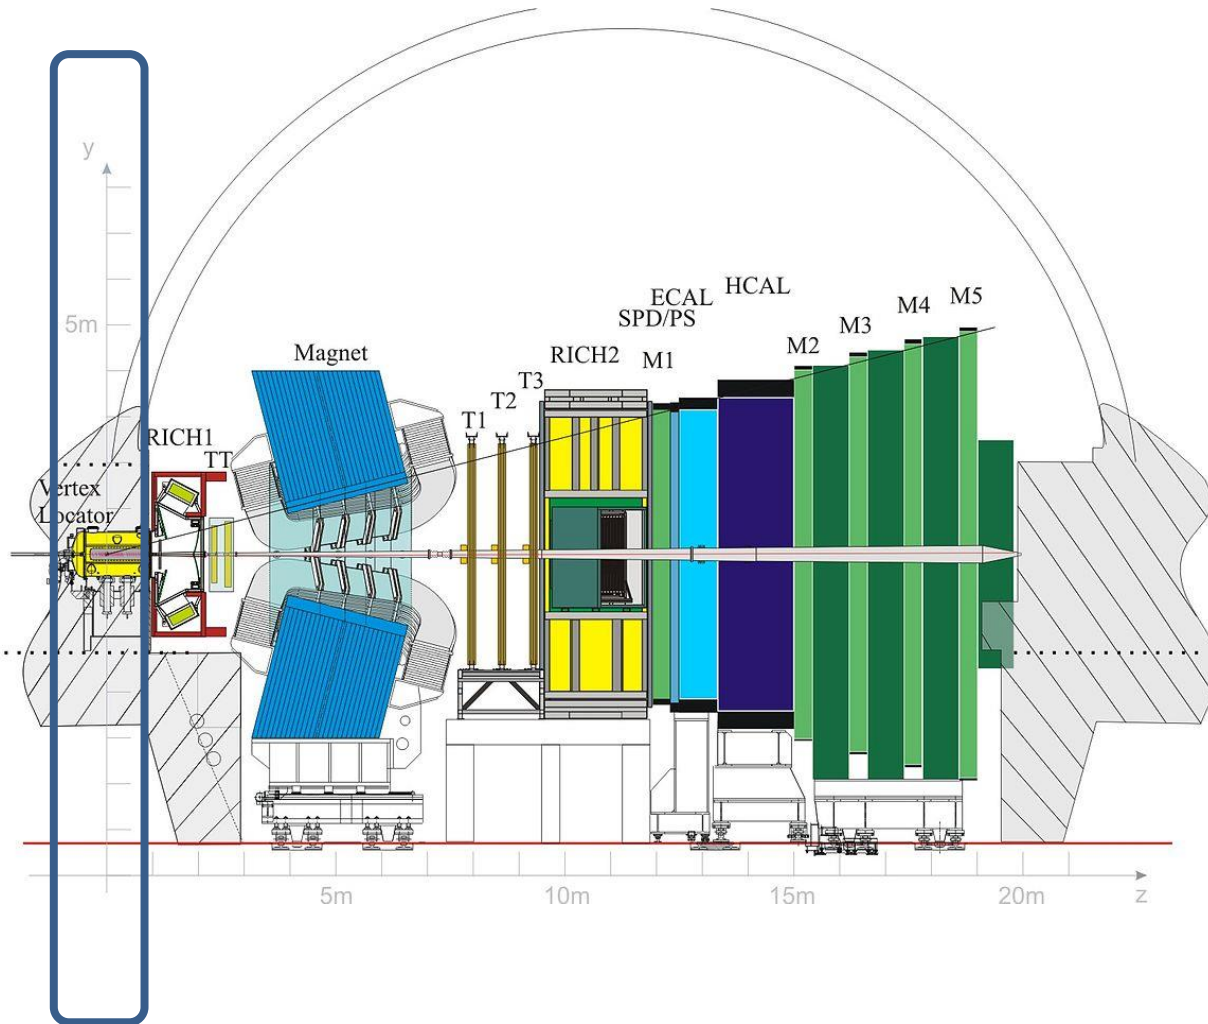 y
5m
ECAL
HCAL
SPD/PS
M5
M4
M3
M2
M1
RICH2
Magnet
T3
T2
T1
RICH1
TT
Vertex
Locator
5m
10m
15m
20m
z